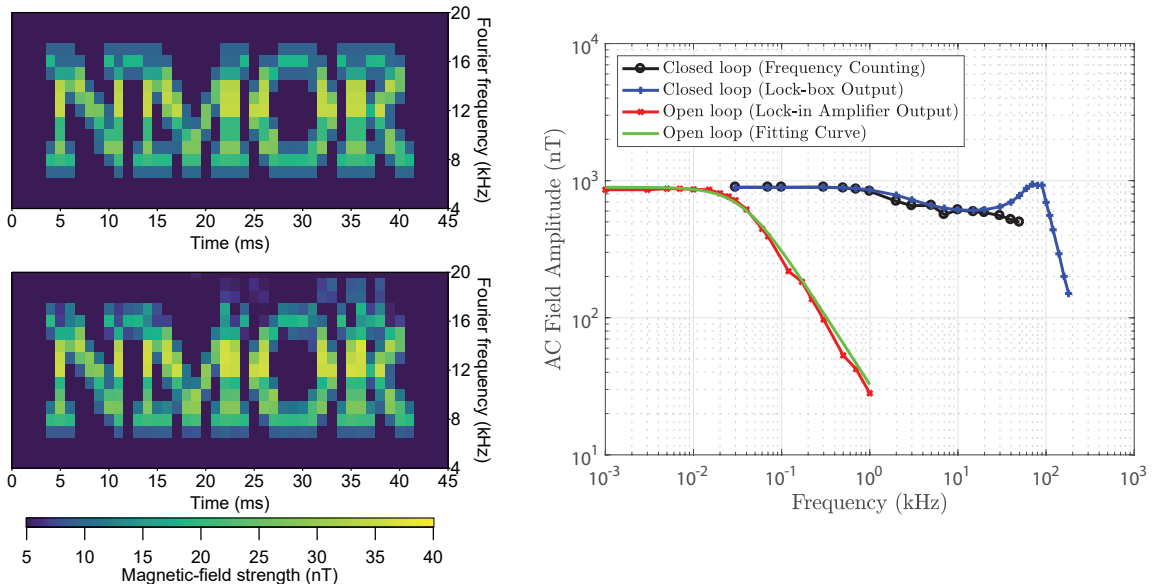 20
16
12
8
4
Fourier frequency (kHz)
0 5 10 15 20 25 30 35 40 45
Time (ms)
NMOR
20
16
12
8
4
Fourier frequency (kHz)
0 5 10 15 20 25 30 35 40 45
Time (ms)
NMOR
5 10 15 20 25 30 35 40
Magnetic-field strength (nT)
10^4
10^3
10^2
10^1
AC Field Amplitude (nT)
Closed loop (Frequency Counting)
Closed loop (Lock-box Output)
Open loop (Lock-in Amplifier Output)
Open loop (Fitting Curve)
10^-3 10^-2 10^-1 10^0 10^1 10^2 10^3
Frequency (kHz)